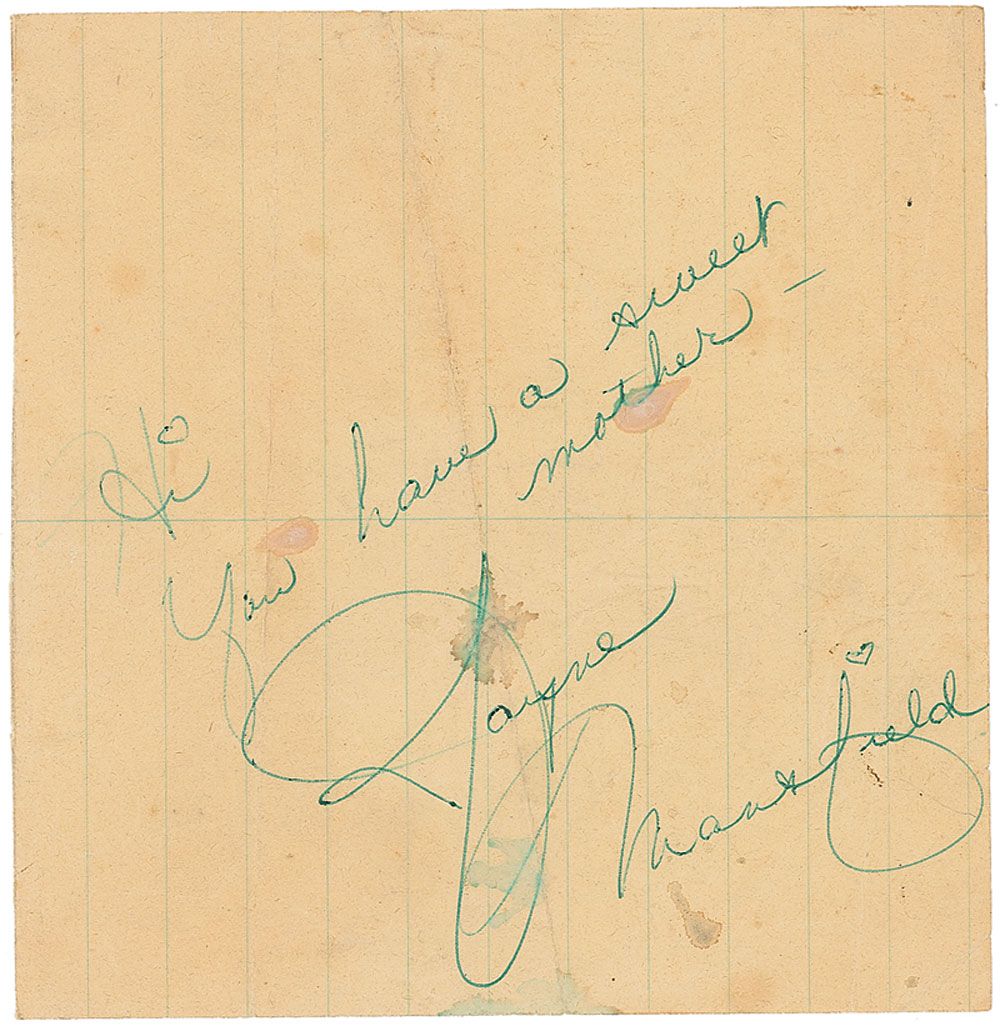 Hi
You have a sweet
mother —
Jayne
Mansfield